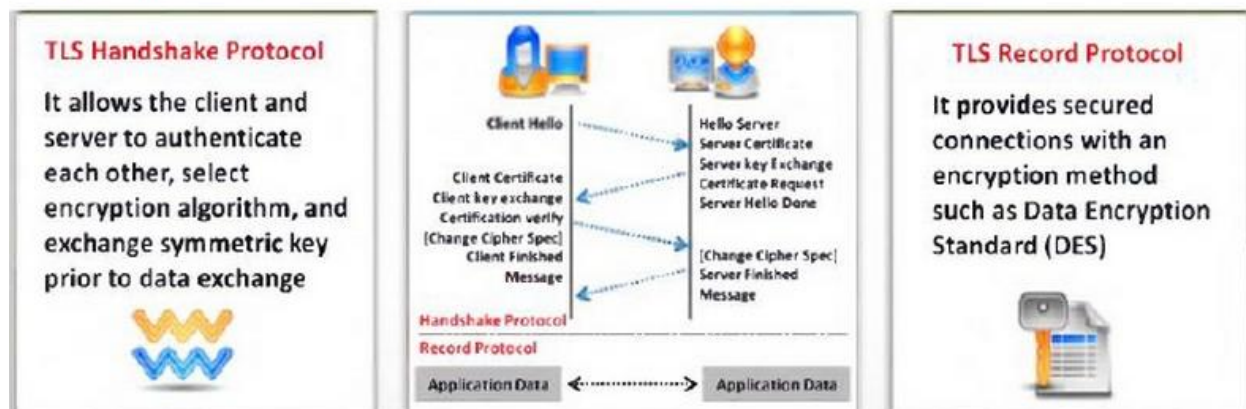 TLS Handshake Protocol
It allows the client and
server to authenticate
each other, select
encryption algorithm, and
exchange symmetric key
prior to data exchange
Client Hello
Hello Server
Server Certificate
Server key Exchange
Certificate Request
Server Hello Done
Client Certificate
Client key exchange
Certification verify
[Change Cipher Spec]
Client Finished
Message
[Change Cipher Spec]
Server Finished
Message
Handshake Protocol
Record Protocol
Application Data
Application Data
TLS Record Protocol
It provides secured
connections with an
encryption method
such as Data Encryption
Standard (DES)